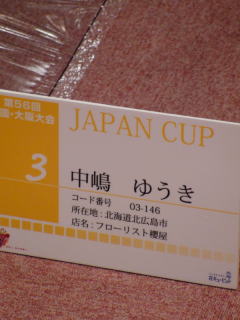 第56回
・大阪大会
JAPAN CUP
3
中嶋 ゆうき
コード番号 03-146
所在地:北海道北広島市
店名:フローリスト櫻屋